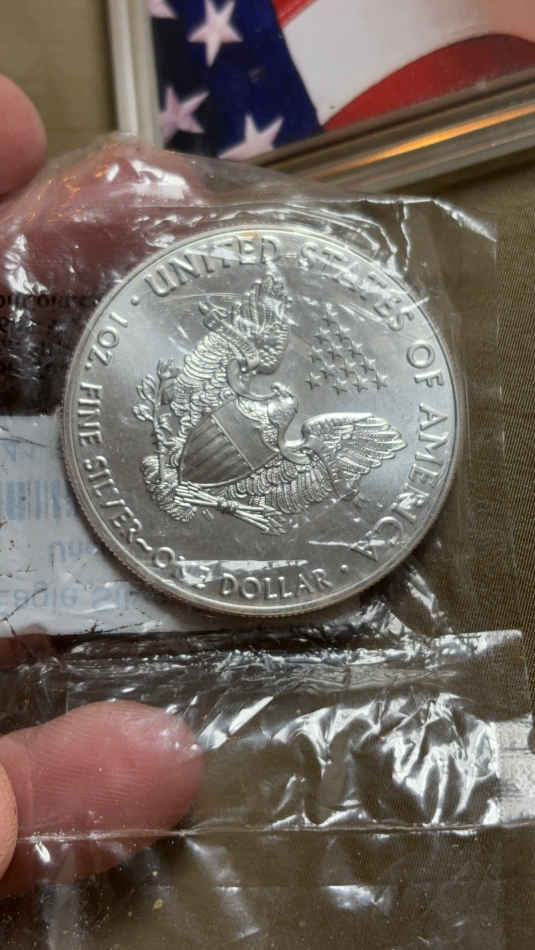 UNITED STATES OF AMERICA
1 OZ. FINE SILVER~ONE DOLLAR